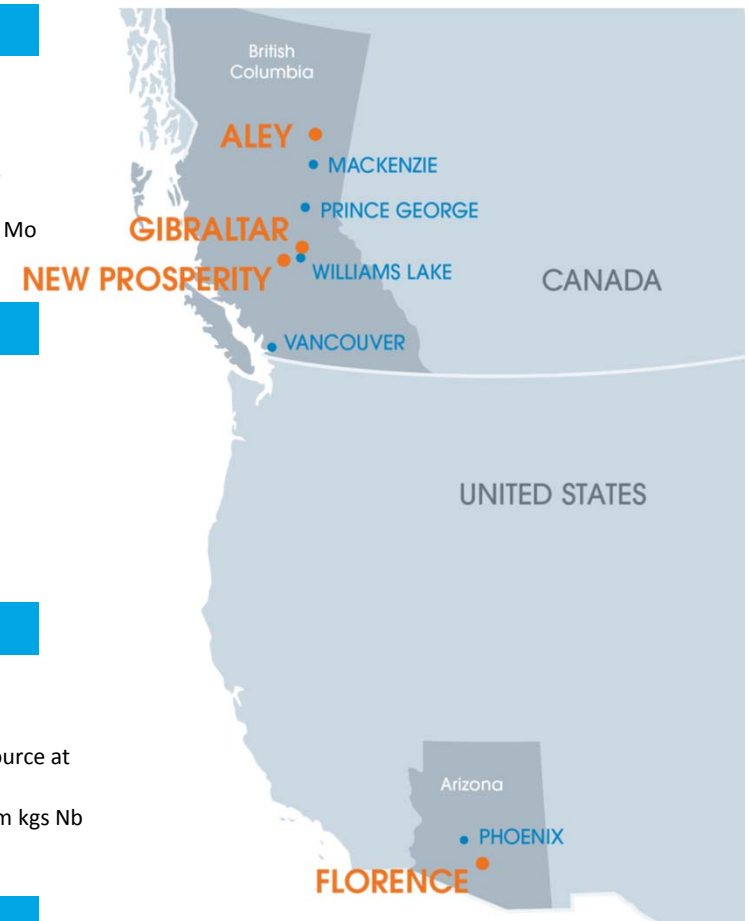 British
Columbia
ALEY
MACKENZIE
PRINCE GEORGE
Mo
GIBRALTAR
NEW PROSPERITY
WILLIAMS LAKE
CANADA
VANCOUVER
UNITED STATES
ource at
Arizona
m kgs Nb
PHOENIX
FLORENCE